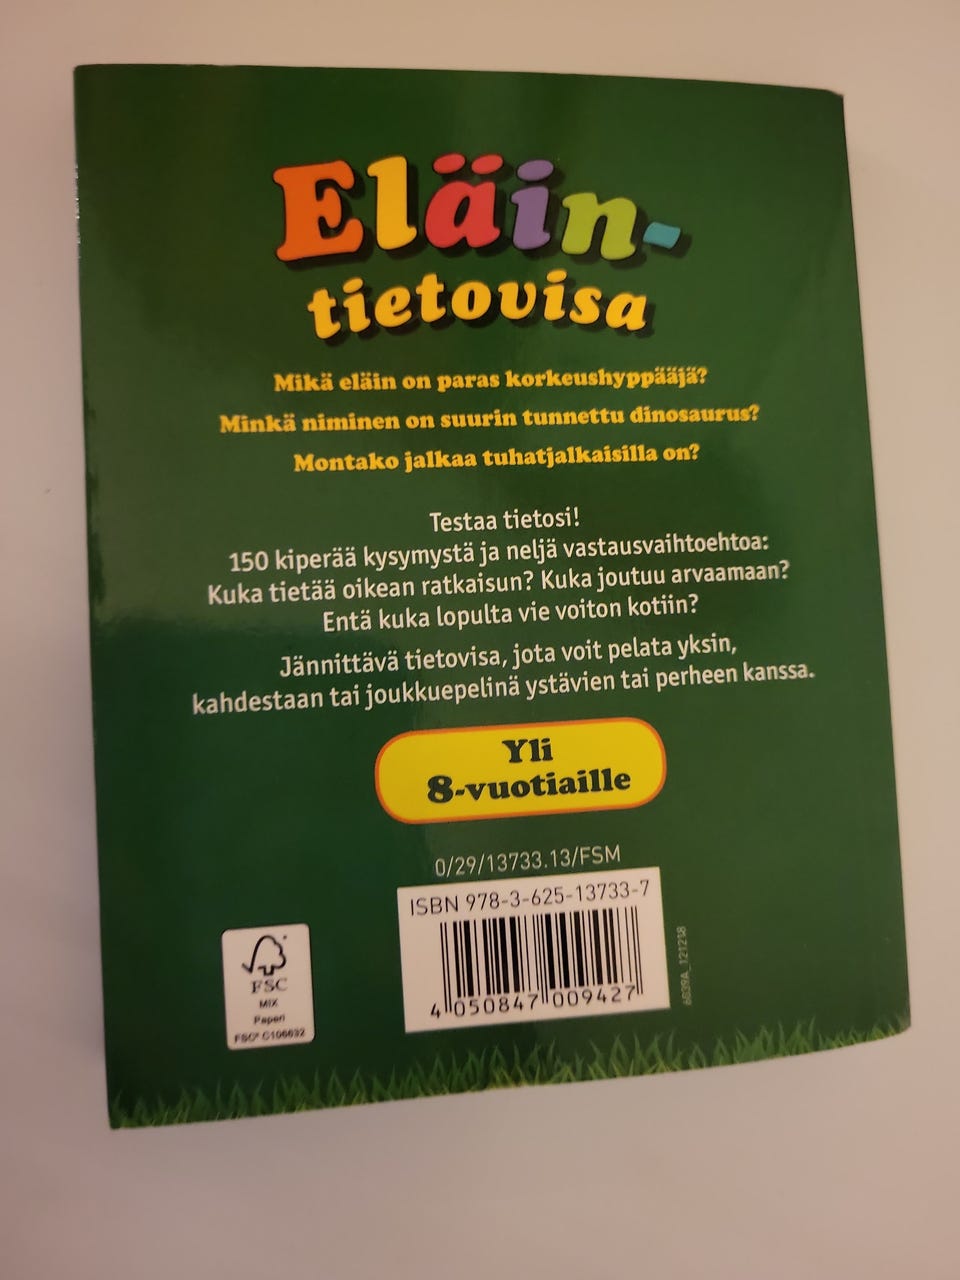 Eläin-
tietovisa
Mikä eläin on paras korkeushyppääjä?
Minkä niminen on suurin tunnettu dinosaurus?
Montako jalkaa tuhatjalkaisilla on?
Testaa tietosi!
150 kiperää kysymystä ja neljä vastausvaihtoehtoa:
Kuka tietää oikean ratkaisun? Kuka joutuu arvaamaan?
Entä kuka lopulta vie voiton kotiin?
Jännittävä tietovisa, jota voit pelata yksin,
kahdestaan tai joukkuepelinä ystävien tai perheen kanssa.
Yli
8-vuotiaille
0/29/13733.13/FSM
ISBN 978-3-625-13733-7
4 050847 009427
6839A_121218
FSC
MIX
Paperi
FSC® C106632